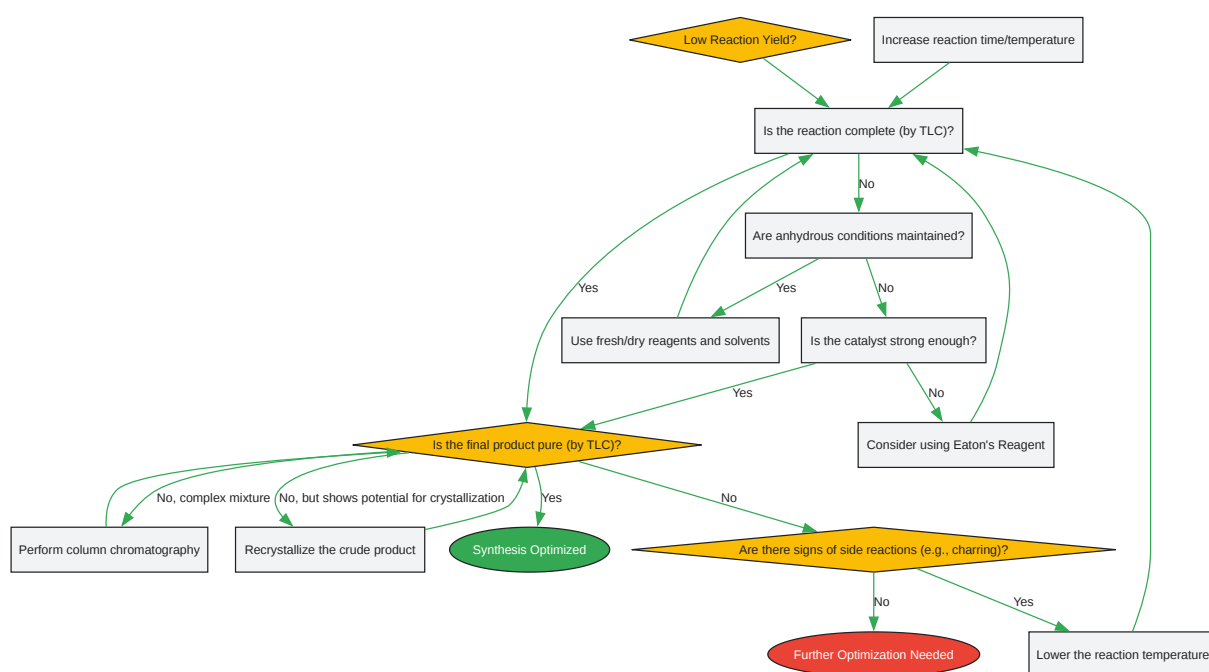 Low Reaction Yield?
Increase reaction time/temperature
Is the reaction complete (by TLC)?
No
Are anhydrous conditions maintained?
Yes
Yes
No
Use fresh/dry reagents and solvents
Is the catalyst strong enough?
Yes
No
Is the final product pure (by TLC)?
Consider using Eaton's Reagent
No, complex mixture
No, but shows potential for crystallization
Yes
No
Perform column chromatography
Recrystallize the crude product
Synthesis Optimized
Are there signs of side reactions (e.g., charring)?
No
Yes
Further Optimization Needed
Lower the reaction temperature